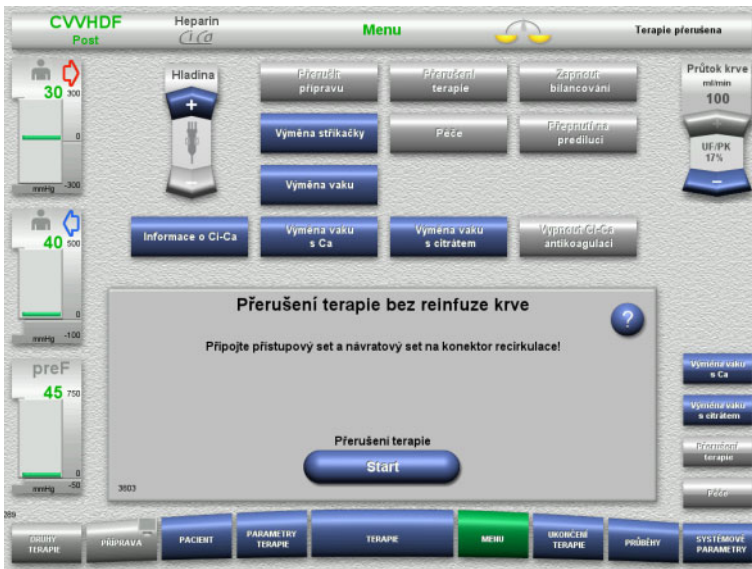 CVVHDF
Post
Heparin
Ci Ca
Menu
Terapie přerušena
30
300
0
mmHg -300
Hladina
+
Přerušit
přípravu
Přerušení
terapie
Zapnout
bilancování
Výměna stříkačky
Péče
Přepnutí na
prediluci
Výměna vaku
Průtok krve
ml/min
100
+
UF/PK
17%
–
40
500
0
mmHg -100
Informace o Ci-Ca
Výměna vaku
s Ca
Výměna vaku
s citrátem
Vypnout Ci-Ca
antikoagulaci
Přerušení terapie bez reinfuze krve
?
Připojte přístupový set a návratový set na konektor recirkulace!
preF
45
750
0
mmHg -50
Přerušení terapie
Start
3603
Výměna vaku
s Ca
Výměna vaku
s citrátem
Přerušení
terapie
Péče
DRUHY
TERAPIE
PŘÍPRAVA
PACIENT
PARAMETRY
TERAPIE
TERAPIE
MENU
UKONČENÍ
TERAPIE
PRŮBĚHY
SYSTÉMOVÉ
PARAMETRY